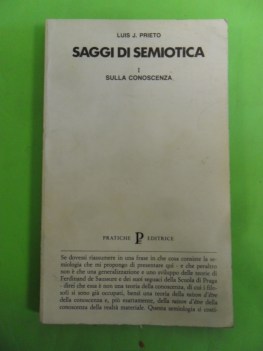 LUIS J. PRIETO
SAGGI DI SEMIOTICA
I
SULLA CONOSCENZA
PRATICHE P EDITRICE
Se dovessi riassumere in una frase in che cosa consiste la se-
miologia che mi propongo di presentare qui - e che peraltro
non è che una generalizzazione e uno sviluppo delle teorie di
Ferdinand de Saussure e dei suoi seguaci della Scuola di Praga
- direi che essa è non una teoria della conoscenza, di cui i filo-
sofi si sono già occupati, bensì una teoria della raison d'être
della conoscenza e, più esattamente, della raison d'être della
conoscenza della realtà materiale. Questa semiologia si costi-